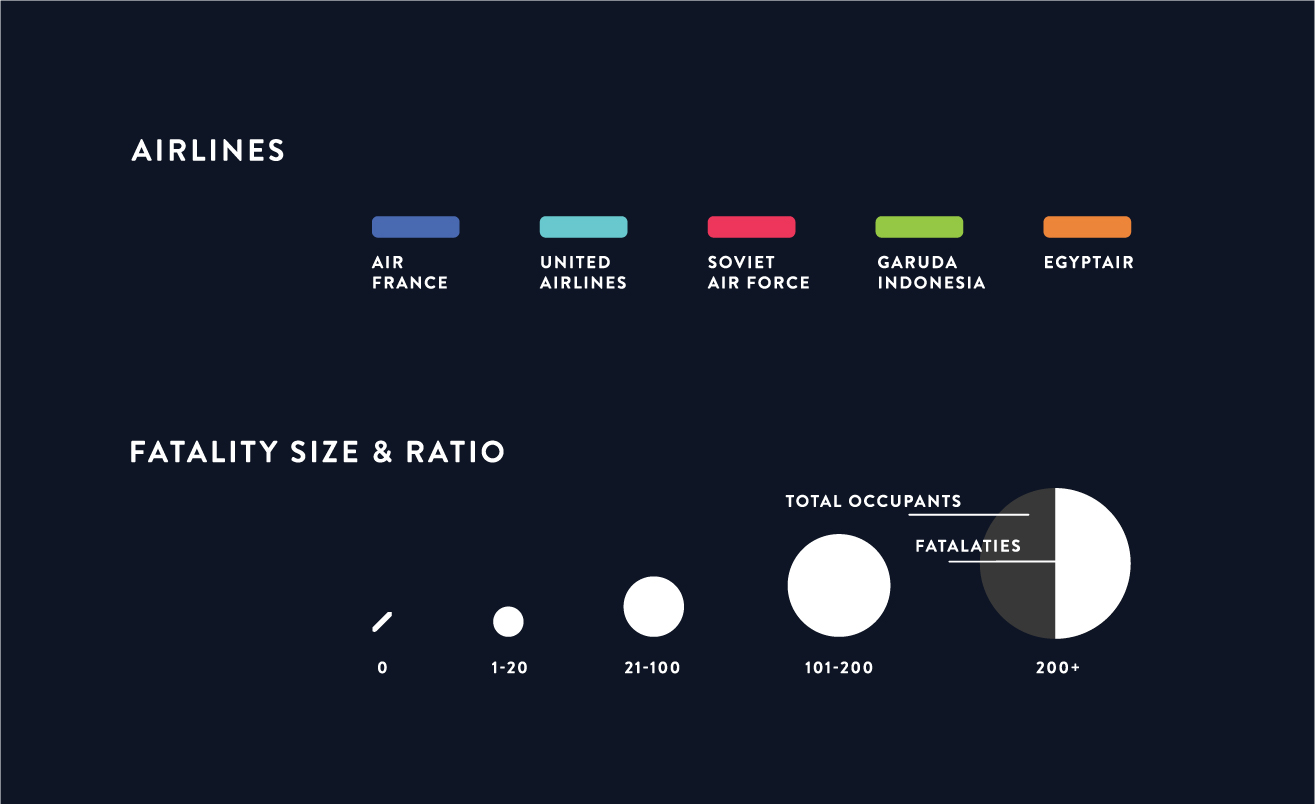 AIRLINES
AIR
FRANCE
UNITED
AIRLINES
SOVIET
AIR FORCE
GARUDA
INDONESIA
EGYPTAIR
FATALITY SIZE & RATIO
TOTAL OCCUPANTS
FATALATIES
0
1-20
21-100
101-200
200+